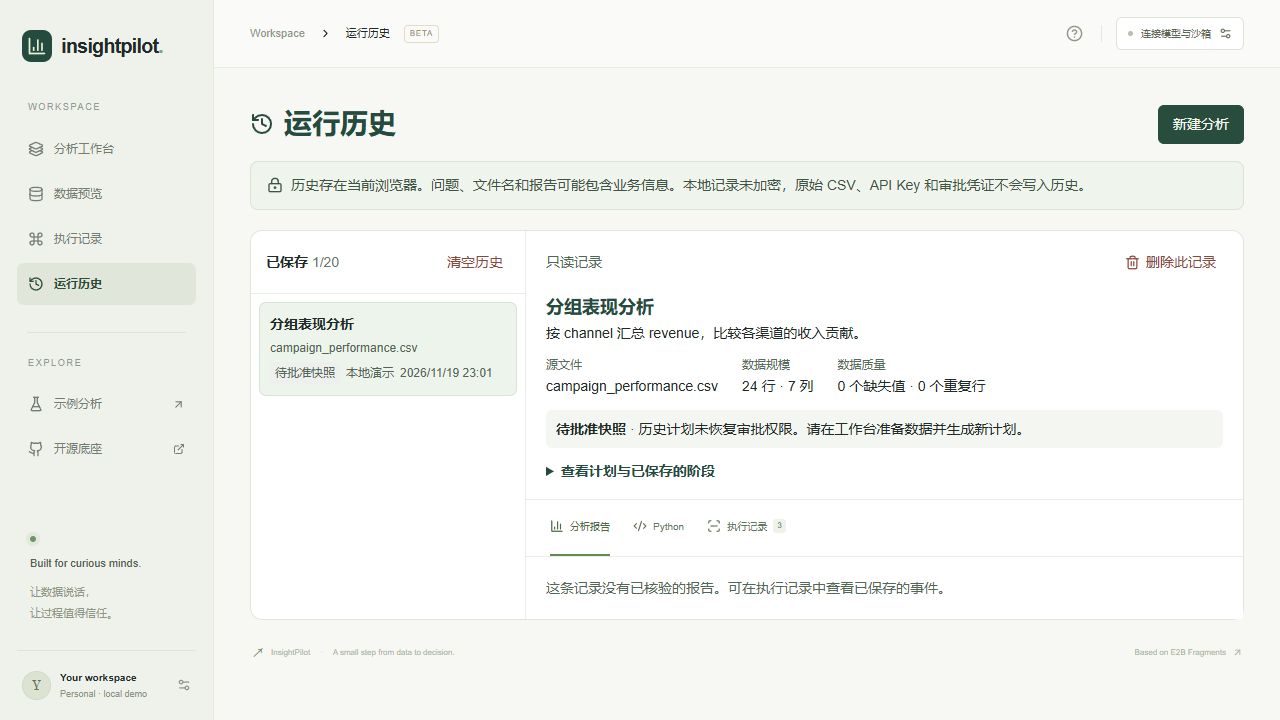 insightpilot.
WORKSPACE
分析工作台
数据预览
执行记录
运行历史
EXPLORE
示例分析
开源底座
Built for curious minds.
让数据说话，
让过程值得信任。
Y
Your workspace
Personal · local demo
Workspace
运行历史
BETA
连接模型与沙箱
运行历史
新建分析
历史存在当前浏览器。问题、文件名和报告可能包含业务信息。本地记录未加密，原始 CSV、API Key 和审批凭证不会写入历史。
已保存 1/20
清空历史
分组表现分析
campaign_performance.csv
待批准快照 本地演示 2026/11/19 23:01
只读记录
删除此记录
分组表现分析
按 channel 汇总 revenue，比较各渠道的收入贡献。
源文件
campaign_performance.csv
数据规模
24 行 · 7 列
数据质量
0 个缺失值 · 0 个重复行
待批准快照 · 历史计划未恢复审批权限。请在工作台准备数据并生成新计划。
查看计划与已保存的阶段
分析报告
Python
执行记录 3
这条记录没有已核验的报告。可在执行记录中查看已保存的事件。
InsightPilot
A small step from data to decision.
Based on E2B Fragments